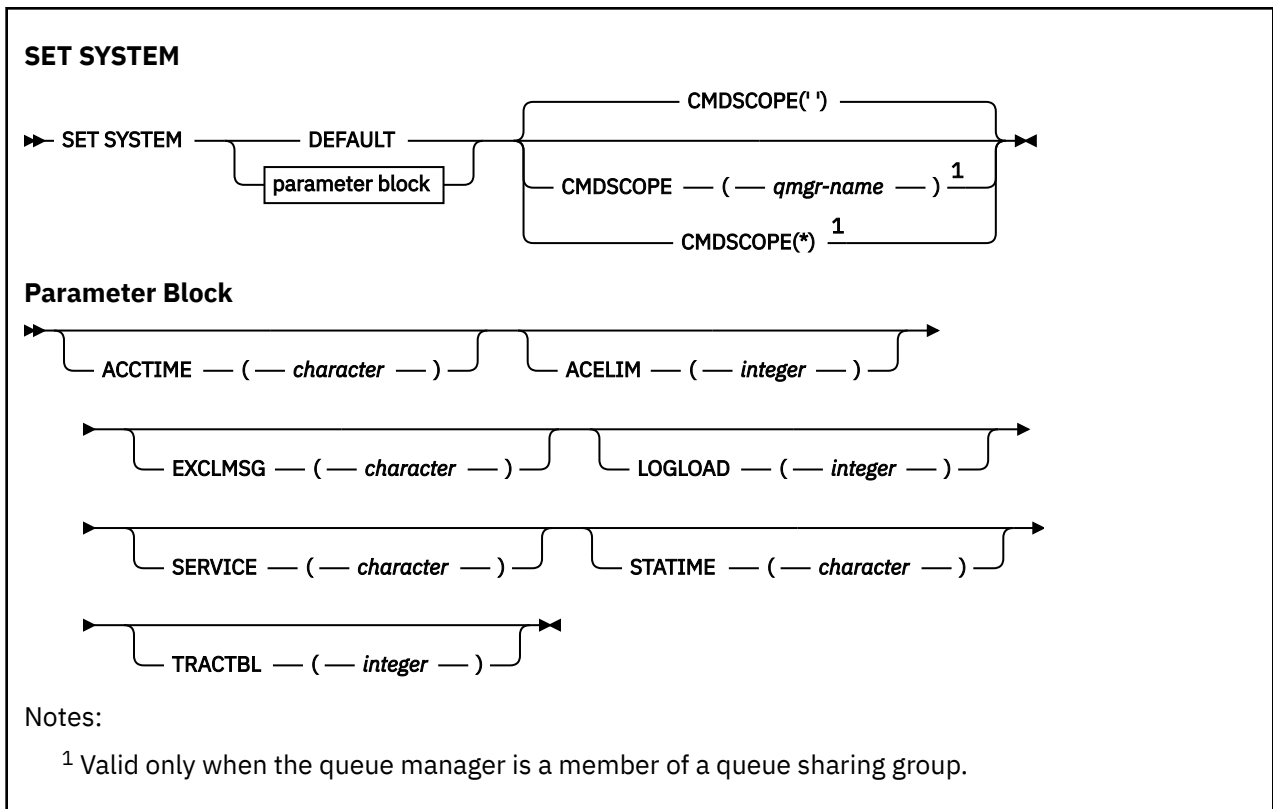 SET SYSTEM
CMDSCOPE(' ')
SET SYSTEM DEFAULT
parameter block
CMDSCOPE ( qmgr-name ) 1
CMDSCOPE(*) 1
Parameter Block
ACCTIME ( character ) ACELIM ( integer )
EXCLMSG ( character ) LOGLOAD ( integer )
SERVICE ( character ) STATIME ( character )
TRACTBL ( integer )
Notes:
1 Valid only when the queue manager is a member of a queue sharing group.